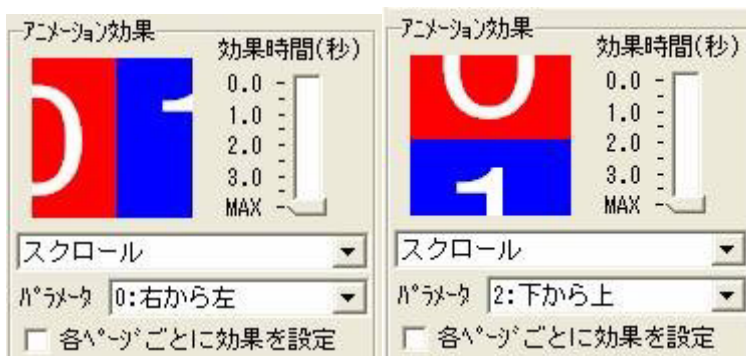 アニメーション効果
効果時間(秒)
0
1
0.0
1.0
2.0
3.0
MAX
スクロール
パラメータ 0:右から左
各ページごとに効果を設定
アニメーション効果
効果時間(秒)
0
1
0.0
1.0
2.0
3.0
MAX
スクロール
パラメータ 2:下から上
各ページごとに効果を設定